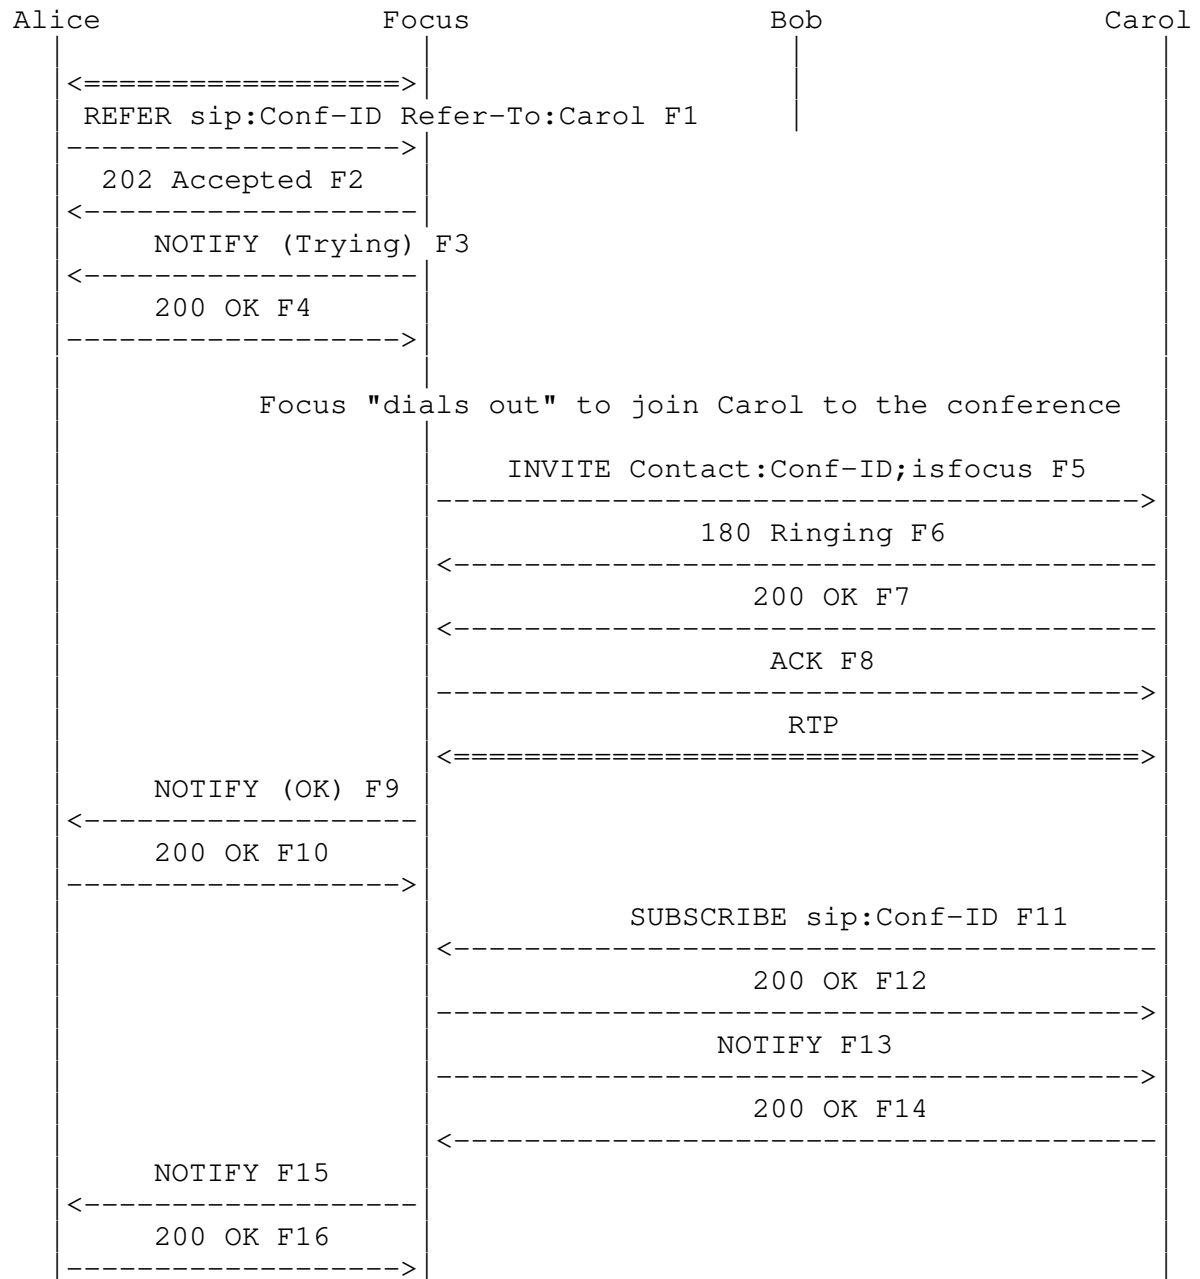 Alice Focus Bob Carol
REFER sip:Conf-ID Refer-To:Carol F1
202 Accepted F2
NOTIFY (Trying) F3
200 OK F4
Focus "dials out" to join Carol to the conference
INVITE Contact:Conf-ID;isfocus F5
180 Ringing F6
200 OK F7
ACK F8
RTP
NOTIFY (OK) F9
200 OK F10
SUBSCRIBE sip:Conf-ID F11
200 OK F12
NOTIFY F13
200 OK F14
NOTIFY F15
200 OK F16